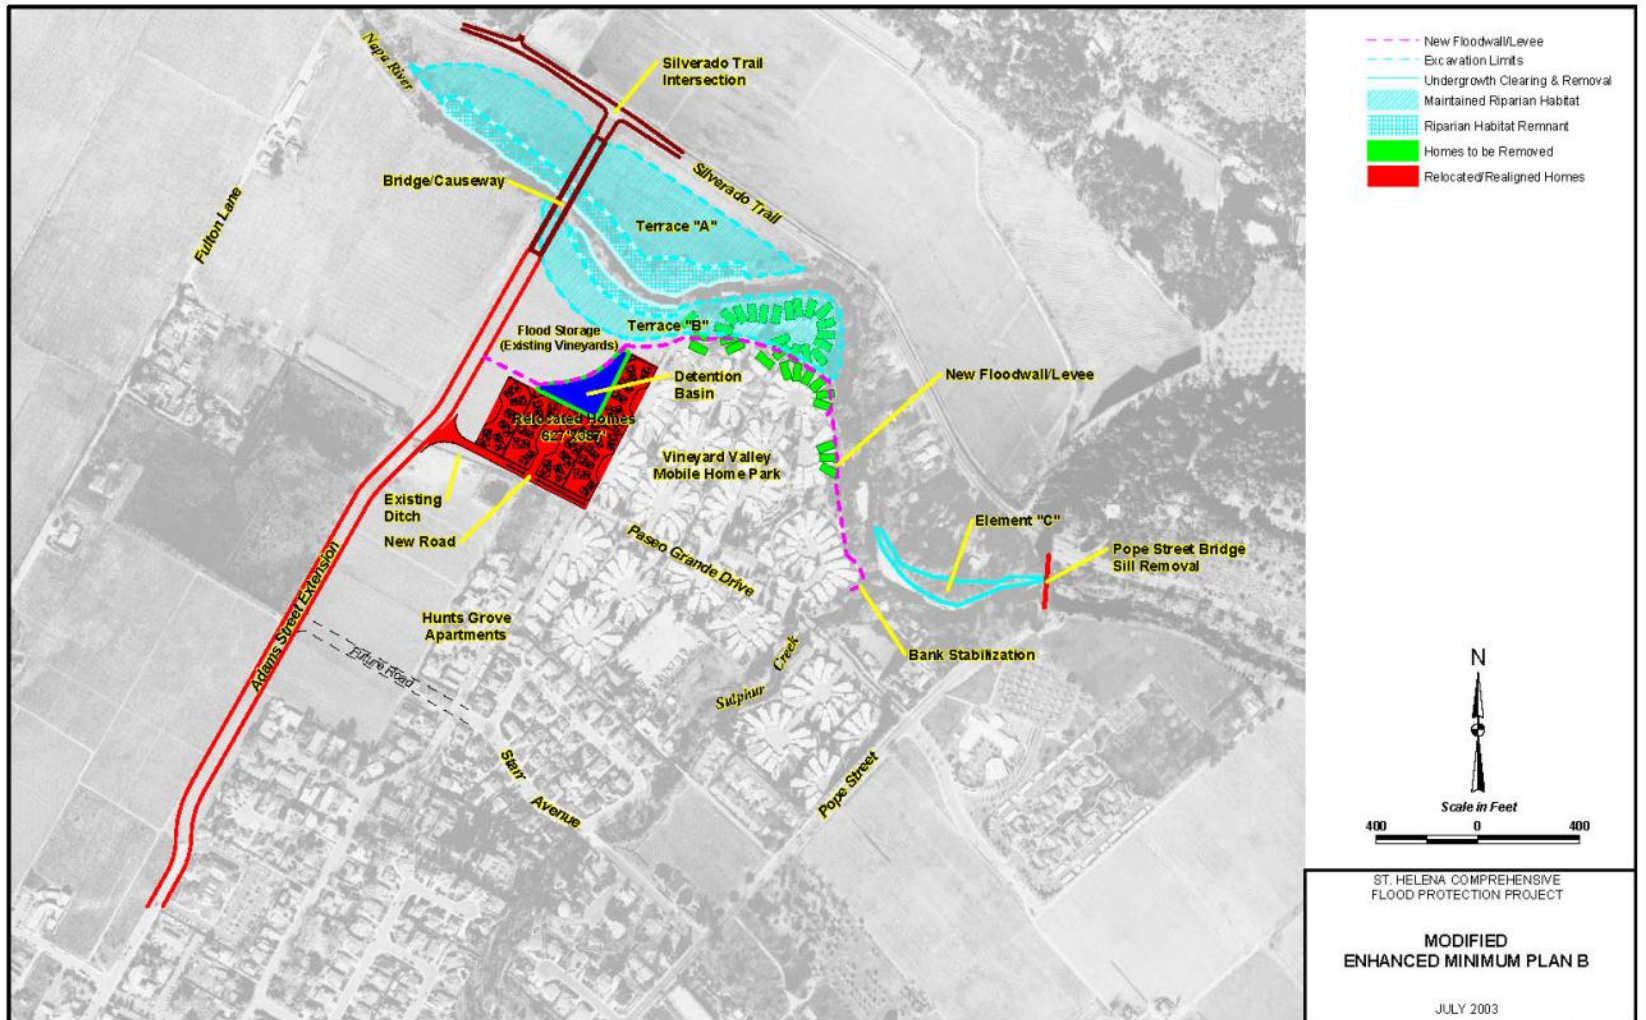 Napa River
Silverado Trail
Intersection
Bridge/Causeway
Silverado Trail
Fulton Lane
Terrace "A"
Flood Storage
(Existing Vineyards)
Terrace "B"
Detention
Basin
New Floodwall/Levee
Relocated Homes
627'X387'
Vineyard Valley
Mobile Home Park
Existing
Ditch
New Road
Element "C"
Pope Street Bridge
Sill Removal
Paseo Grande Drive
Adams Street Extension
Hunts Grove
Apartments
Future Road
Bank Stabilization
Sulphur Creek
Starr Avenue
Pope Street
New Floodwall/Levee
Excavation Limits
Undergrowth Clearing & Removal
Maintained Riparian Habitat
Riparian Habitat Remnant
Homes to be Removed
Relocated/Realigned Homes
N
Scale in Feet
400 0 400
ST. HELENA COMPREHENSIVE
FLOOD PROTECTION PROJECT
MODIFIED
ENHANCED MINIMUM PLAN B
JULY 2003